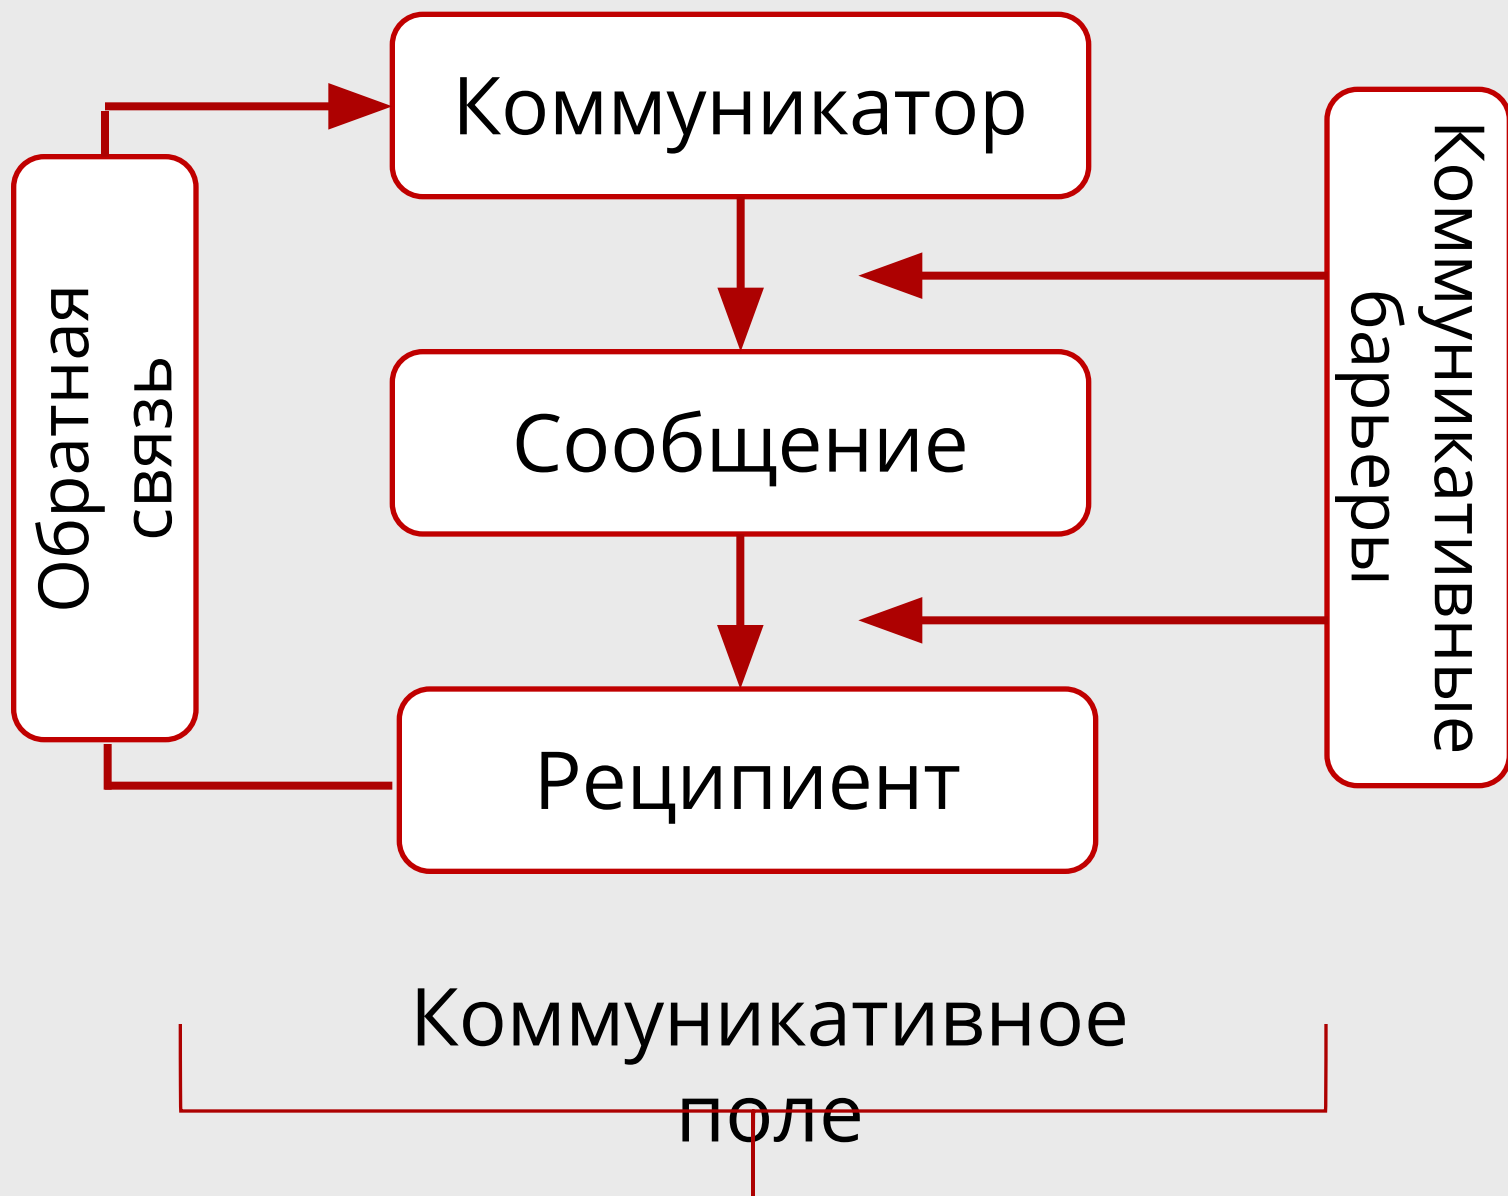 Коммуникатор
Обратная
связь
Сообщение
Коммуникативные
барьеры
Реципиент
Коммуникативное
поле